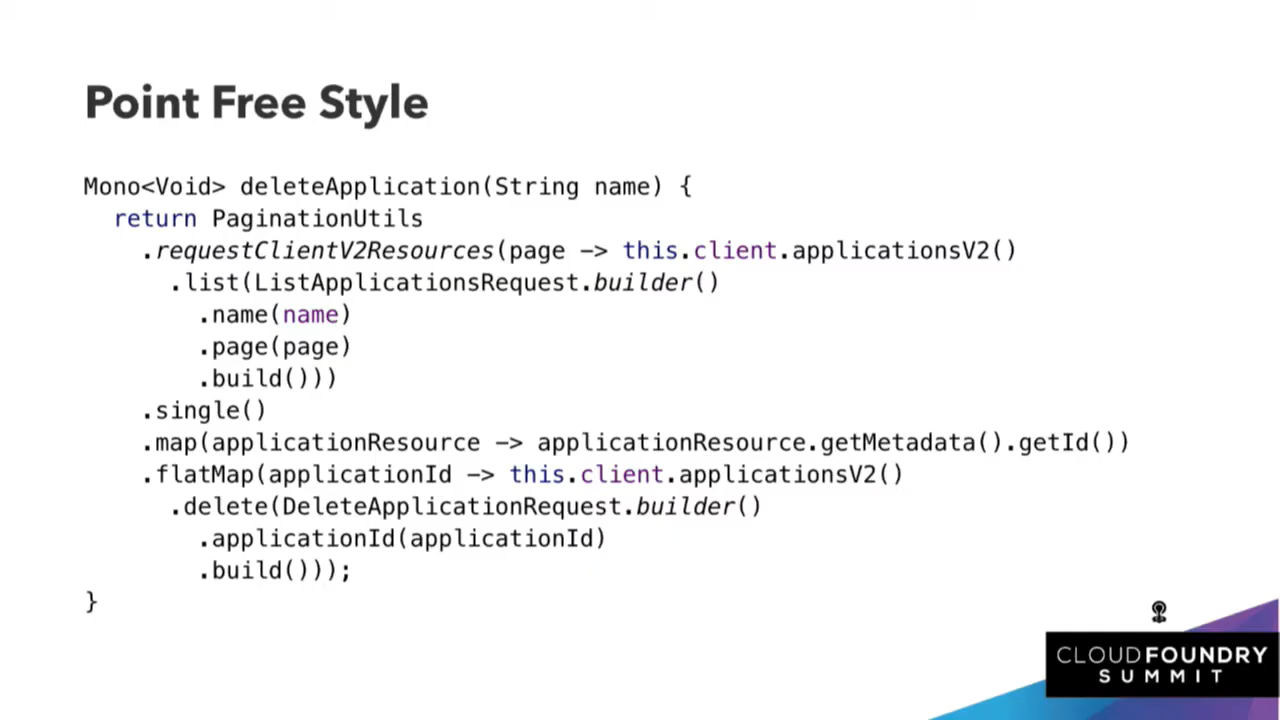 Point Free Style
Mono<Void> deleteApplication(String name) {
  return PaginationUtils
    .requestClientV2Resources(page -> this.client.applicationsV2()
      .list(ListApplicationsRequest.builder()
        .name(name)
        .page(page)
        .build()))
    .single()
    .map(applicationResource -> applicationResource.getMetadata().getId())
    .flatMap(applicationId -> this.client.applicationsV2()
      .delete(DeleteApplicationRequest.builder()
        .applicationId(applicationId)
        .build()));
}
CLOUDFOUNDRY
SUMMIT